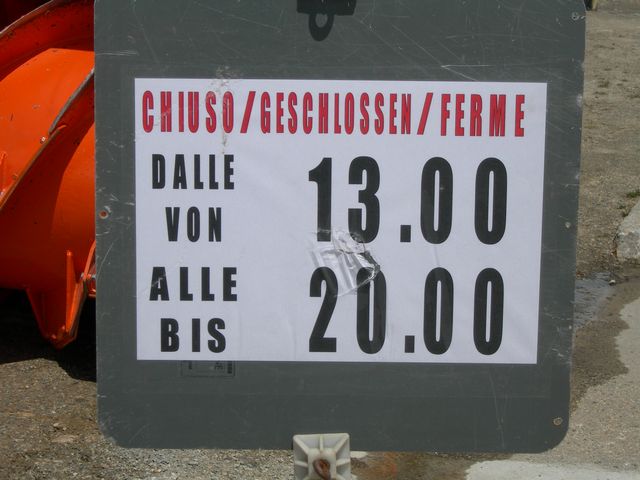 CHIUSO/GESCHLOSSEN/FERME
DALLE 13.00
VON
ALLE 20.00
BIS